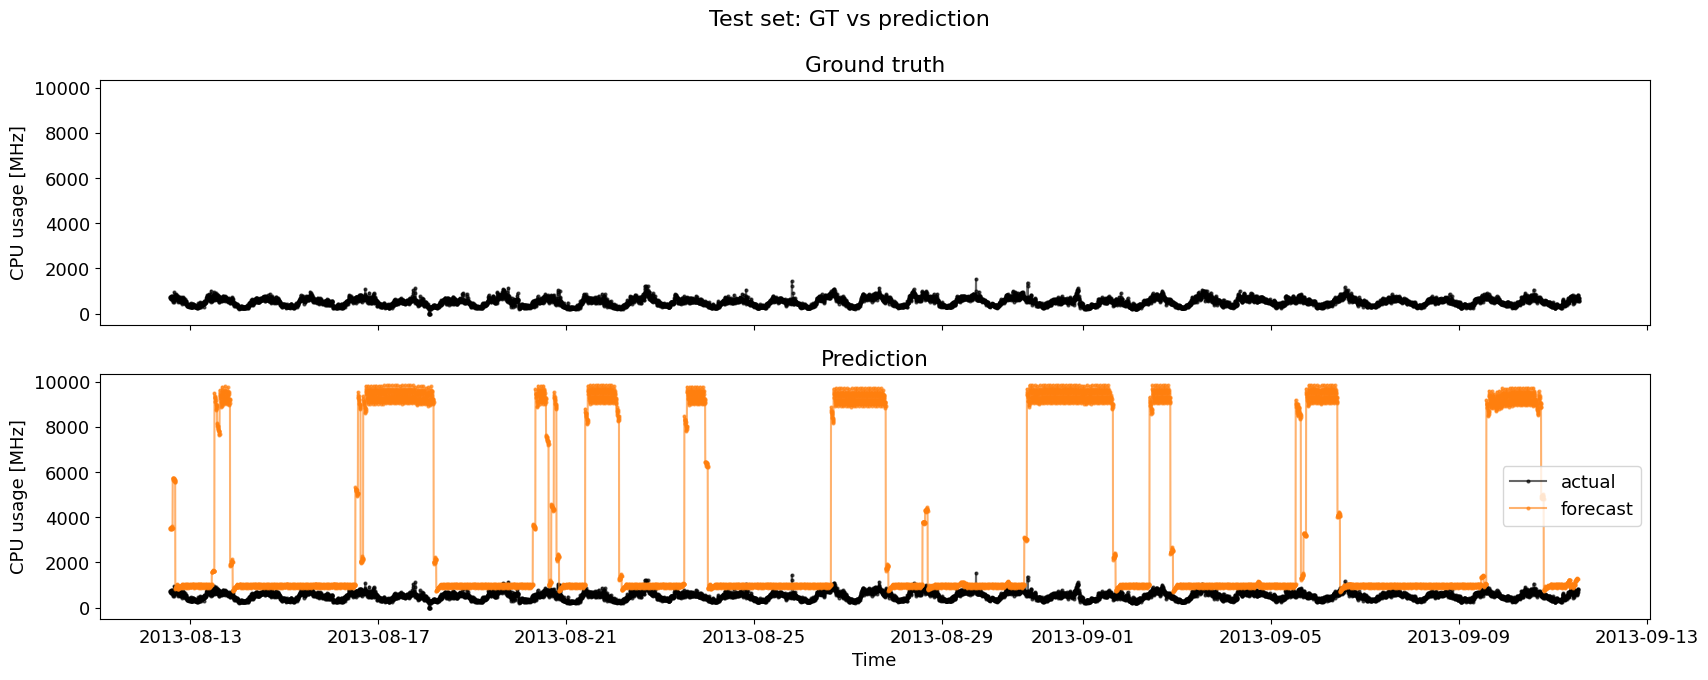 Test set: GT vs prediction
Ground truth
10000
8000
6000
4000
2000
0
CPU usage [MHz]
Prediction
10000
8000
6000
4000
2000
0
CPU usage [MHz]
actual
forecast
2013-08-13 2013-08-17 2013-08-21 2013-08-25 2013-08-29 2013-09-01 2013-09-05 2013-09-09 2013-09-13
Time